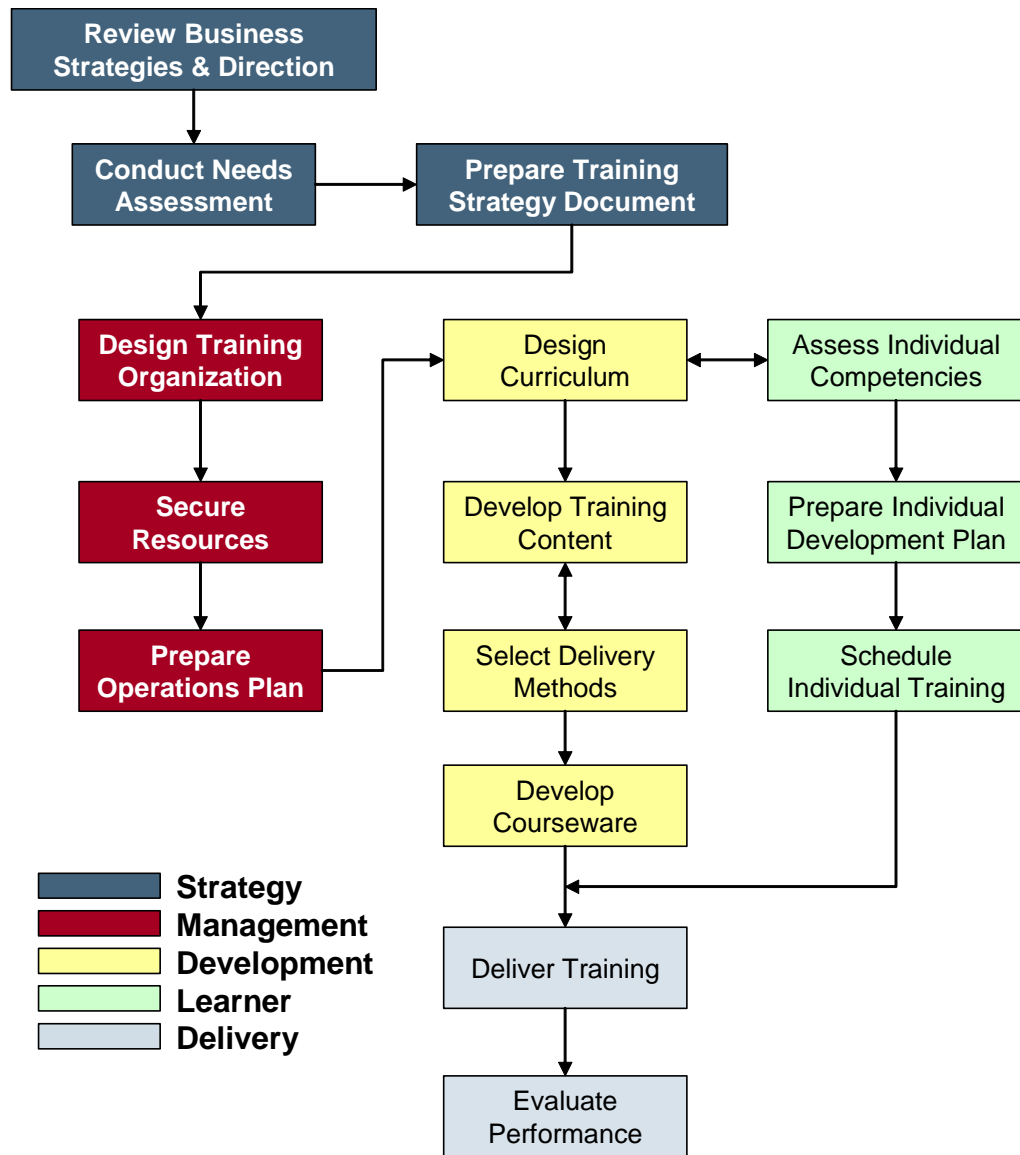 Review Business
Strategies & Direction
Conduct Needs
Assessment
Prepare Training
Strategy Document
Design Training
Organization
Design
Curriculum
Assess Individual
Competencies
Secure
Resources
Develop Training
Content
Prepare Individual
Development Plan
Prepare
Operations Plan
Select Delivery
Methods
Schedule
Individual Training
Develop
Courseware
Strategy
Management
Development
Learner
Delivery
Deliver Training
Evaluate
Performance